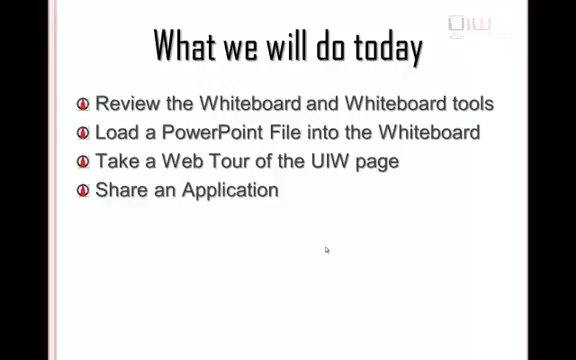 UIW
What we will do today
Review the Whiteboard and Whiteboard tools
Load a PowerPoint File into the Whiteboard
Take a Web Tour of the UIW page
Share an Application